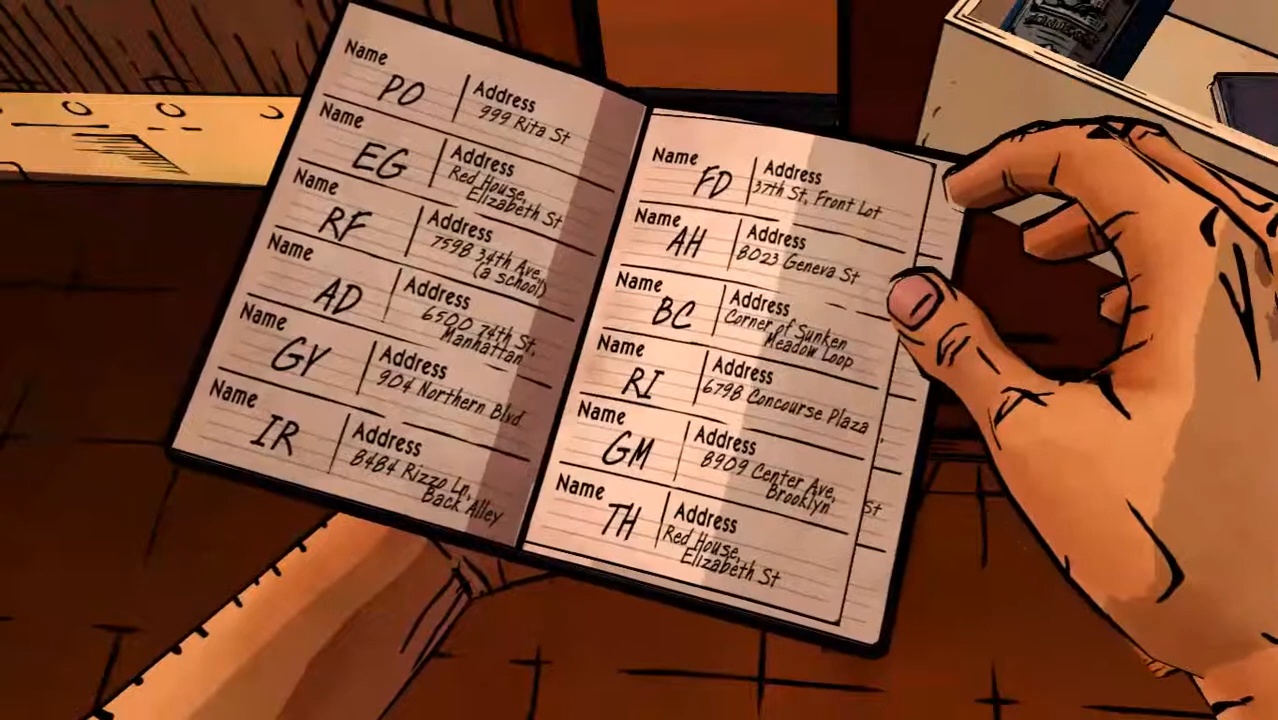 Name
PO
Address
999 Rita St
Name
EG
Address
Red House,
Elizabeth St
Name
RF
Address
7598 34th Ave,
(a school)
Name
AD
Address
6500 74th St,
Manhattan
Name
GY
Address
904 Northern Blvd
Name
IR
Address
8484 Rizzo Ln,
Back Alley
Name
FD
Address
37th St, Front Lot
Name
AH
Address
8023 Geneva St
Name
BC
Address
Corner of Sunken
Meadow Loop
Name
RI
Address
6798 Concourse Plaza
Name
GM
Address
8909 Center Ave,
Brooklyn
Name
TH
Address
Red House,
Elizabeth St
St